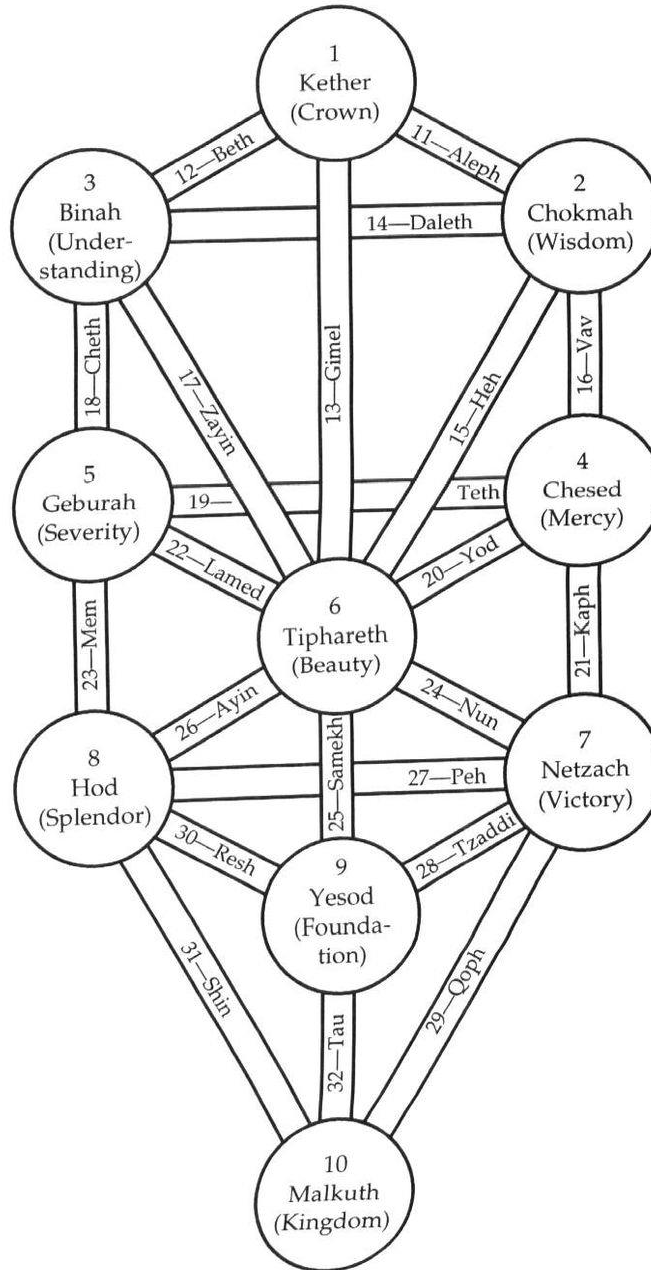 1
Kether
(Crown)
12—Beth
11—Aleph
3
Binah
(Under-
standing)
2
Chokmah
(Wisdom)
14—Daleth
18—Cheth
17—Zayin
13—Gimel
15—Heh
16—Vav
5
Geburah
(Severity)
4
Chesed
(Mercy)
19— Teth
22—Lamed
20—Yod
6
Tiphareth
(Beauty)
23—Mem
21—Kaph
26—Ayin
24—Nun
25—Samekh
8
Hod
(Splendor)
7
Netzach
(Victory)
27—Peh
30—Resh
28—Tzaddi
9
Yesod
(Founda-
tion)
31—Shin
32—Tau
29—Qoph
10
Malkuth
(Kingdom)